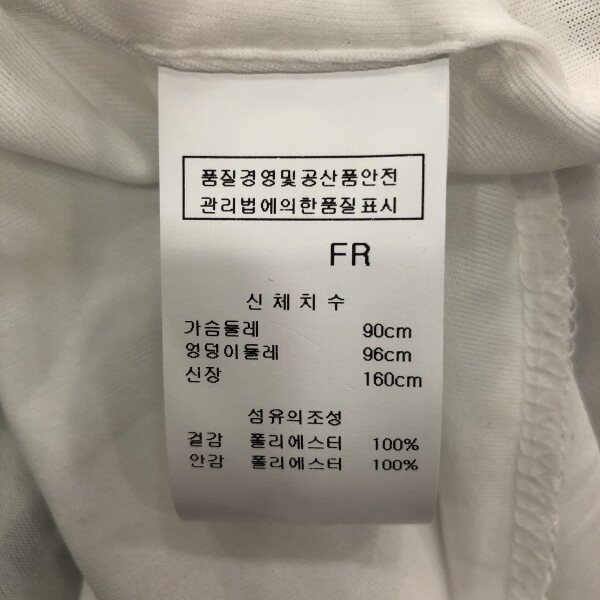 품질경영및공산품안전
관리법에의한품질표시
FR
신체치수
가슴둘레 90cm
엉덩이둘레 96cm
신장 160cm
섬유의조성
겉감 폴리에스터 100%
안감 폴리에스터 100%